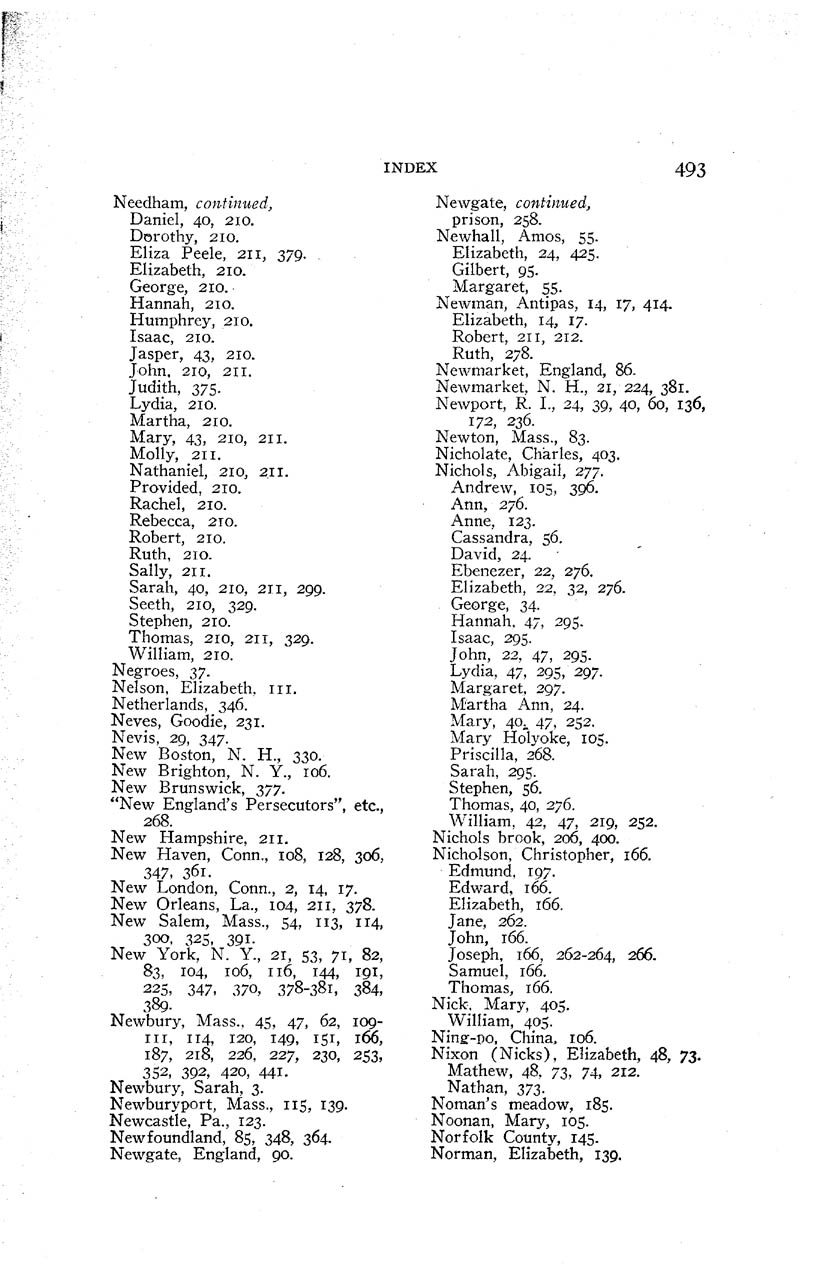 INDEX 493
Needham, continued,
Daniel, 40, 210.
Dorothy, 210.
Eliza Peele, 211, 379.
Elizabeth, 210.
George, 210.
Hannah, 210.
Humphrey, 210.
Isaac, 210.
Jasper, 43, 210.
John, 210, 211.
Judith, 375.
Lydia, 210.
Martha, 210.
Mary, 43, 210, 211.
Molly, 211.
Nathaniel, 210, 211.
Provided, 210.
Rachel, 210.
Rebecca, 210.
Robert, 210.
Ruth, 210.
Sally, 211.
Sarah, 40, 210, 211, 299.
Seeth, 210, 329.
Stephen, 210.
Thomas, 210, 211, 329.
William, 210.
Negroes, 37.
Nelson, Elizabeth, 111.
Netherlands, 346.
Neves, Goodie, 231.
Nevis, 29, 347.
New Boston, N. H., 330.
New Brighton, N. Y., 106.
New Brunswick, 377.
"New England's Persecutors", etc.,
268.
New Hampshire, 211.
New Haven, Conn., 108, 128, 306,
347, 361.
New London, Conn., 2, 14, 17.
New Orleans, La., 104, 211, 378.
New Salem, Mass., 54, 113, 114,
300, 325, 391.
New York, N. Y., 21, 53, 71, 82,
83, 104, 106, 116, 144, 191,
225, 347, 370, 378-381, 384,
389.
Newbury, Mass., 45, 47, 62, 109-
111, 114, 120, 149, 151, 166,
187, 218, 226, 227, 230, 253,
352, 392, 420, 441.
Newbury, Sarah, 3.
Newburyport, Mass., 115, 139.
Newcastle, Pa., 123.
Newfoundland, 85, 348, 364.
Newgate, England, 90.
Newgate, continued,
prison, 258.
Newhall, Amos, 55.
Elizabeth, 24, 425.
Gilbert, 95.
Margaret, 55.
Newman, Antipas, 14, 17, 414.
Elizabeth, 14, 17.
Robert, 211, 212.
Ruth, 278.
Newmarket, England, 86.
Newmarket, N. H., 21, 224, 381.
Newport, R. I., 24, 39, 40, 60, 136,
172, 236.
Newton, Mass., 83.
Nicholate, Charles, 403.
Nichols, Abigail, 277.
Andrew, 105, 396.
Ann, 276.
Anne, 123.
Cassandra, 56.
David, 24.
Ebenezer, 22, 276.
Elizabeth, 22, 32, 276.
George, 34.
Hannah, 47, 295.
Isaac, 295.
John, 22, 47, 295.
Lydia, 47, 295, 297.
Margaret, 297.
Martha Ann, 24.
Mary, 40, 47, 252.
Mary Holyoke, 105.
Priscilla, 268.
Sarah, 295.
Stephen, 56.
Thomas, 40, 276.
William, 42, 47, 219, 252.
Nichols brook, 206, 400.
Nicholson, Christopher, 166.
Edmund, 197.
Edward, 166.
Elizabeth, 166.
Jane, 262.
John, 166.
Joseph, 166, 262-264, 266.
Samuel, 166.
Thomas, 166.
Nick, Mary, 405.
William, 405.
Ning-po, China, 106.
Nixon (Nicks), Elizabeth, 48, 73.
Mathew, 48, 73, 74, 212.
Nathan, 373.
Noman's meadow, 185.
Noonan, Mary, 105.
Norfolk County, 145.
Norman, Elizabeth, 139.